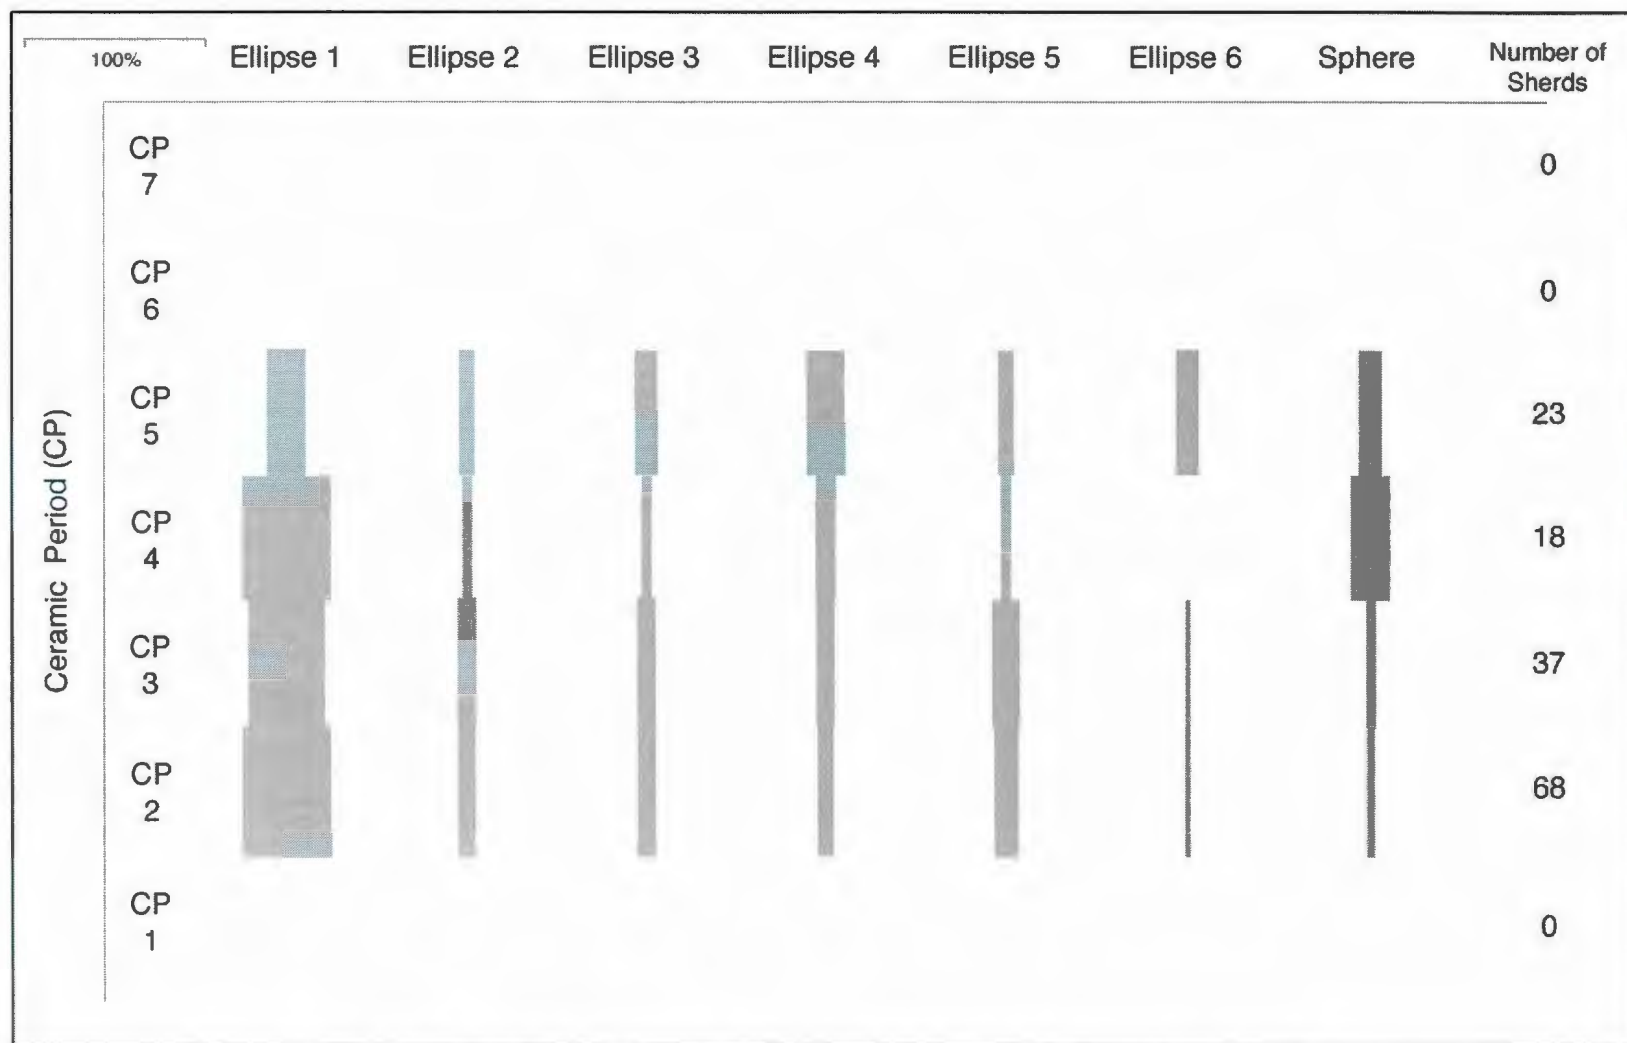 100%
Ellipse 1
Ellipse 2
Ellipse 3
Ellipse 4
Ellipse 5
Ellipse 6
Sphere
Number of
Sherds
Ceramic Period (CP)
CP
7
0
CP
6
0
CP
5
23
CP
4
18
CP
3
37
CP
2
68
CP
1
0